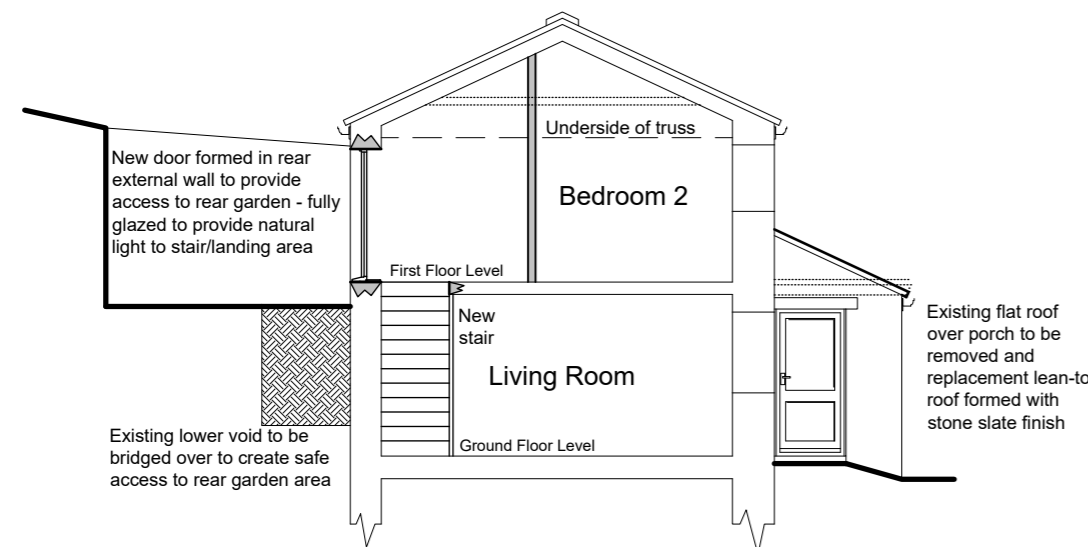 Underside of truss
New door formed in rear
external wall to provide
access to rear garden - fully
glazed to provide natural
light to stair/landing area
Bedroom 2
First Floor Level
New
stair
Living Room
Existing flat roof
over porch to be
removed and
replacement lean-to
roof formed with
stone slate finish
Existing lower void to be
bridged over to create safe
access to rear garden area
Ground Floor Level